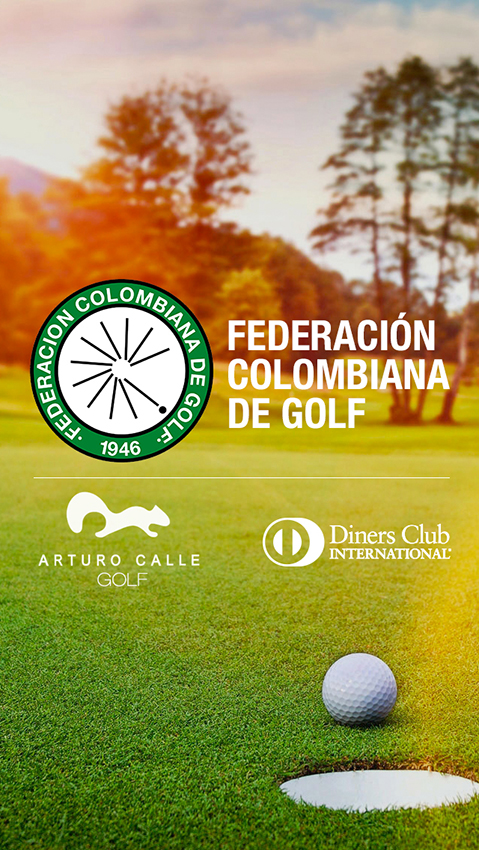 FEDERACION COLOMBIANA DE GOLF
1946
FEDERACIÓN
COLOMBIANA
DE GOLF
ARTURO CALLE
GOLF
Diners Club
INTERNATIONAL®